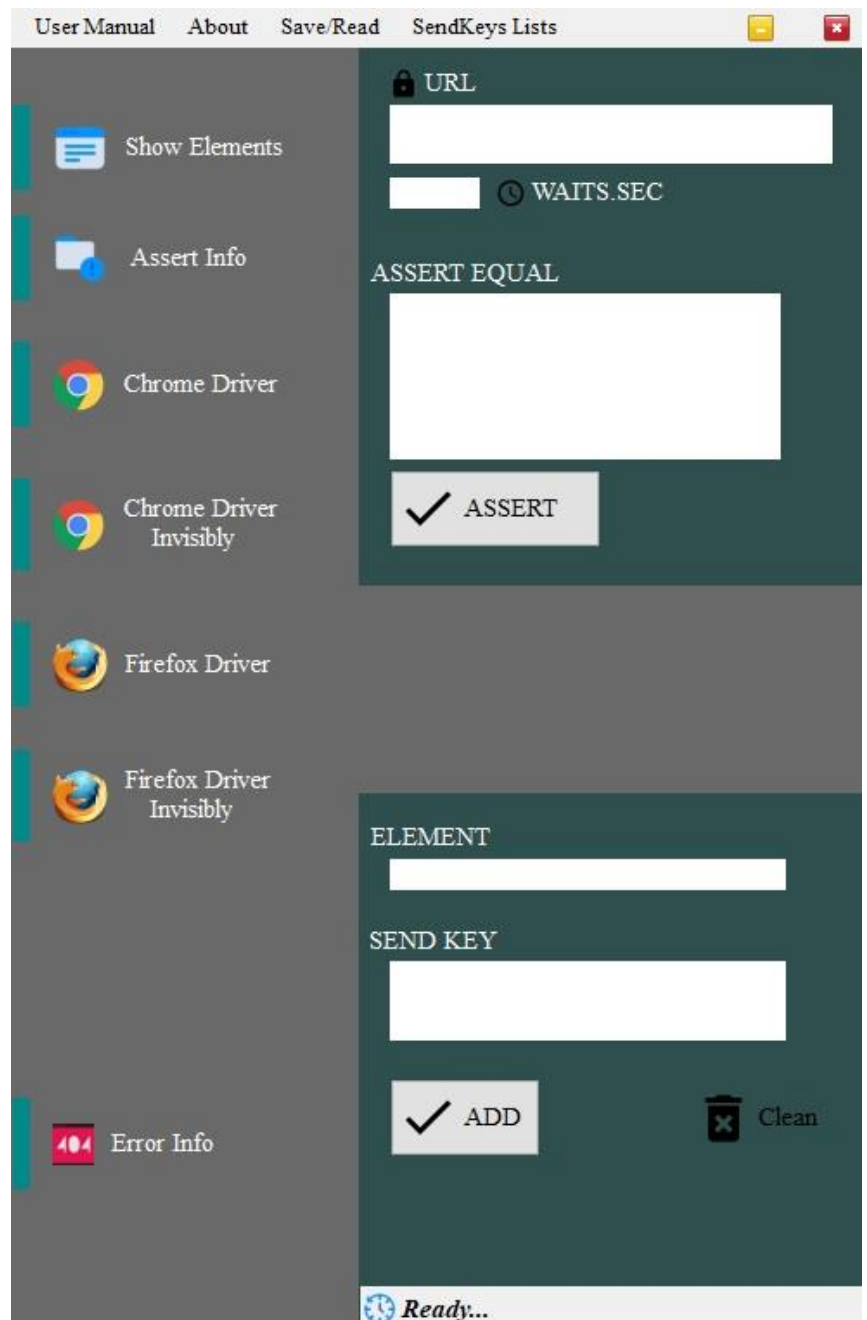 User Manual About Save/Read SendKeys Lists
Show Elements
Assert Info
Chrome Driver
Chrome Driver
Invisibly
Firefox Driver
Firefox Driver
Invisibly
404 Error Info
URL
WAITS.SEC
ASSERT EQUAL
ASSERT
ELEMENT
SEND KEY
ADD
Clean
Ready...